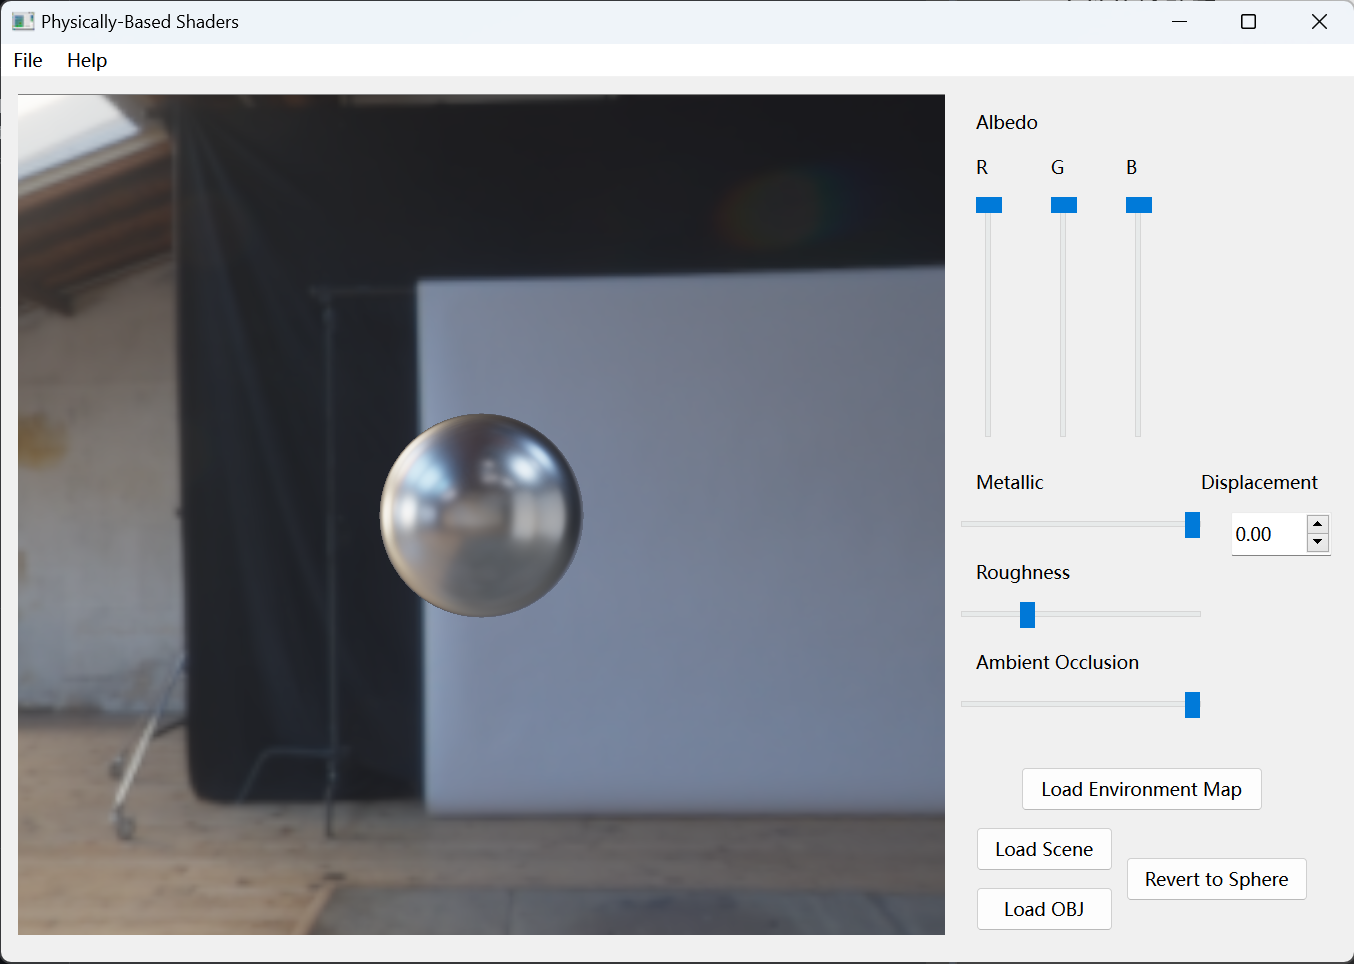 Physically-Based Shaders
File Help
Albedo
R G B
Metallic Displacement
0.00
Roughness
Ambient Occlusion
Load Environment Map
Load Scene
Revert to Sphere
Load OBJ